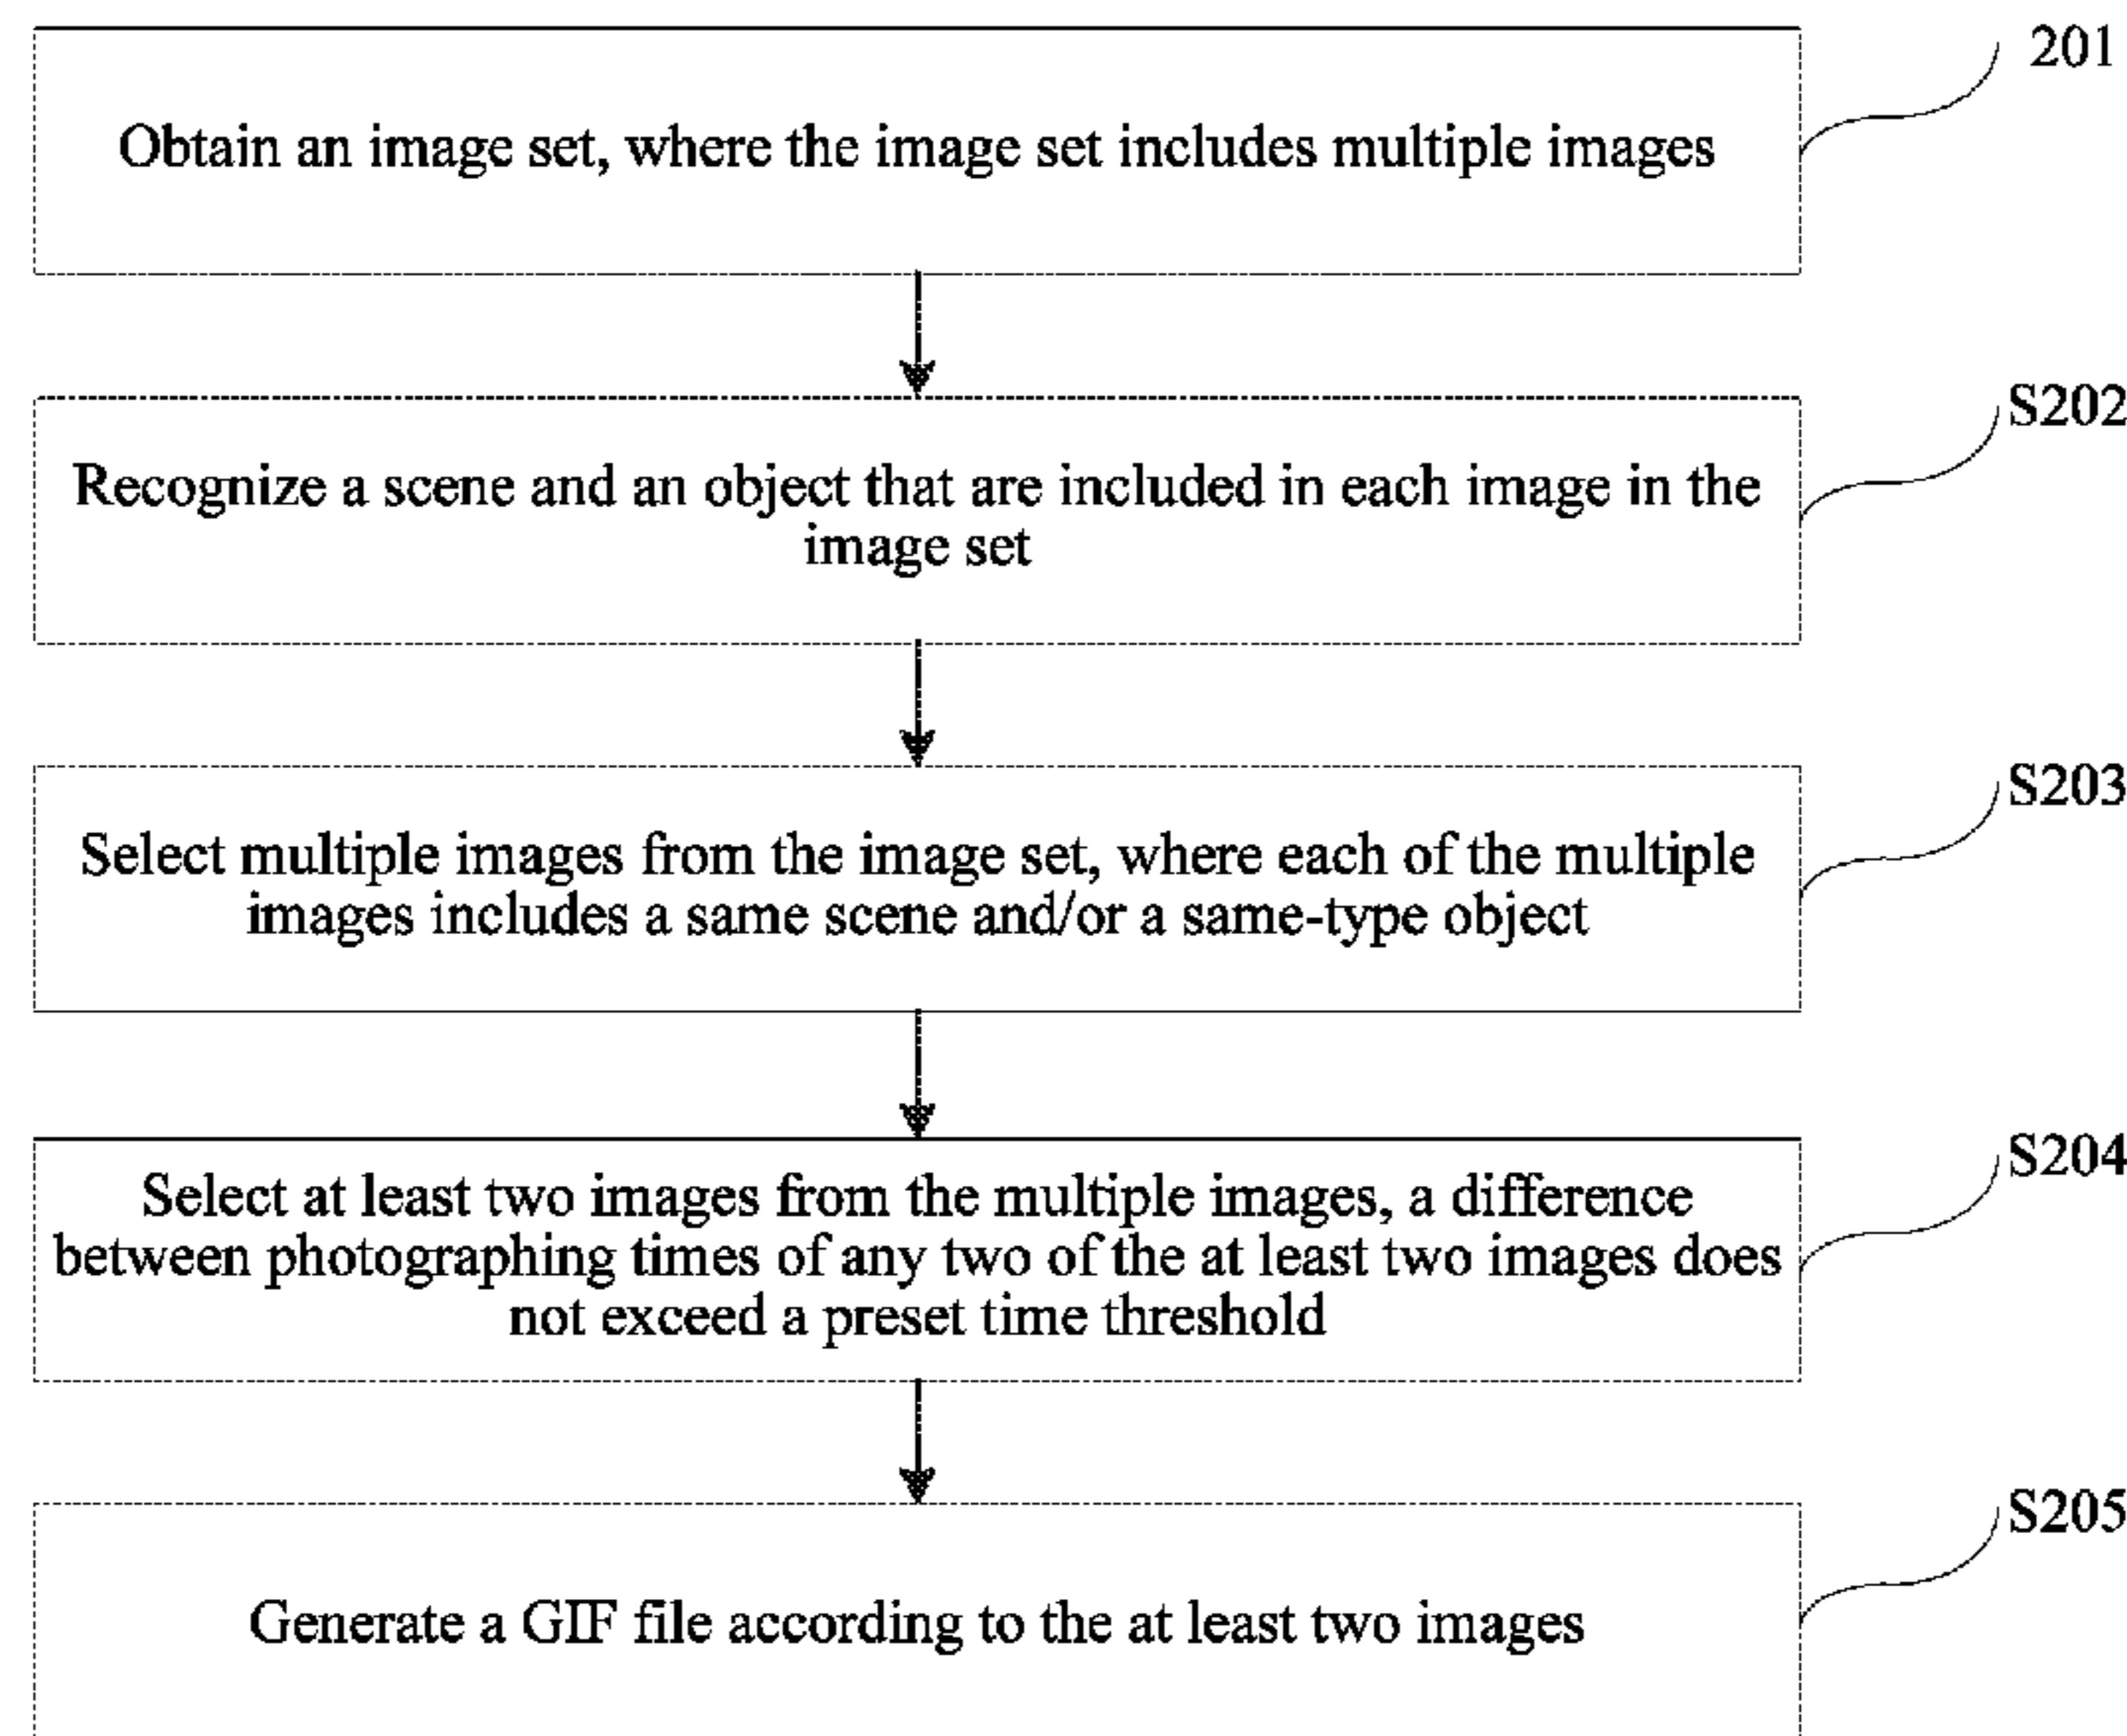 201
Obtain an image set, where the image set includes multiple images
S202
Recognize a scene and an object that are included in each image in the
image set
S203
Select multiple images from the image set, where each of the multiple
images includes a same scene and/or a same-type object
S204
Select at least two images from the multiple images, a difference
between photographing times of any two of the at least two images does
not exceed a preset time threshold
S205
Generate a GIF file according to the at least two images